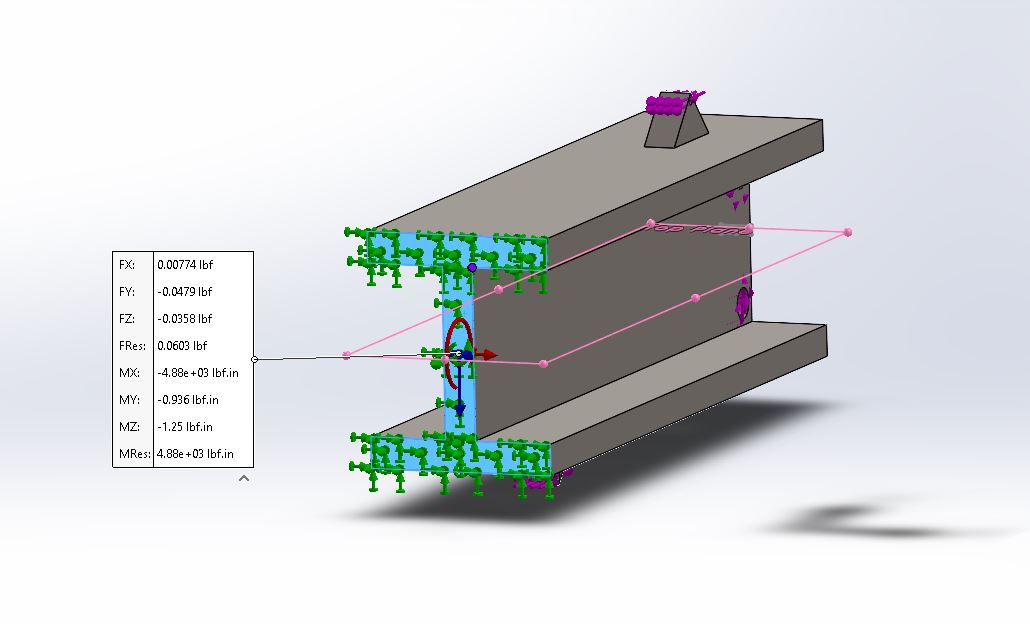 FX: 0.00774 lbf
FY: -0.0479 lbf
FZ: -0.0358 lbf
FRes: 0.0603 lbf
MX: -4.88e+03 lbf.in
MY: -0.936 lbf.in
MZ: -1.25 lbf.in
MRes: 4.88e+03 lbf.in
Top Plane